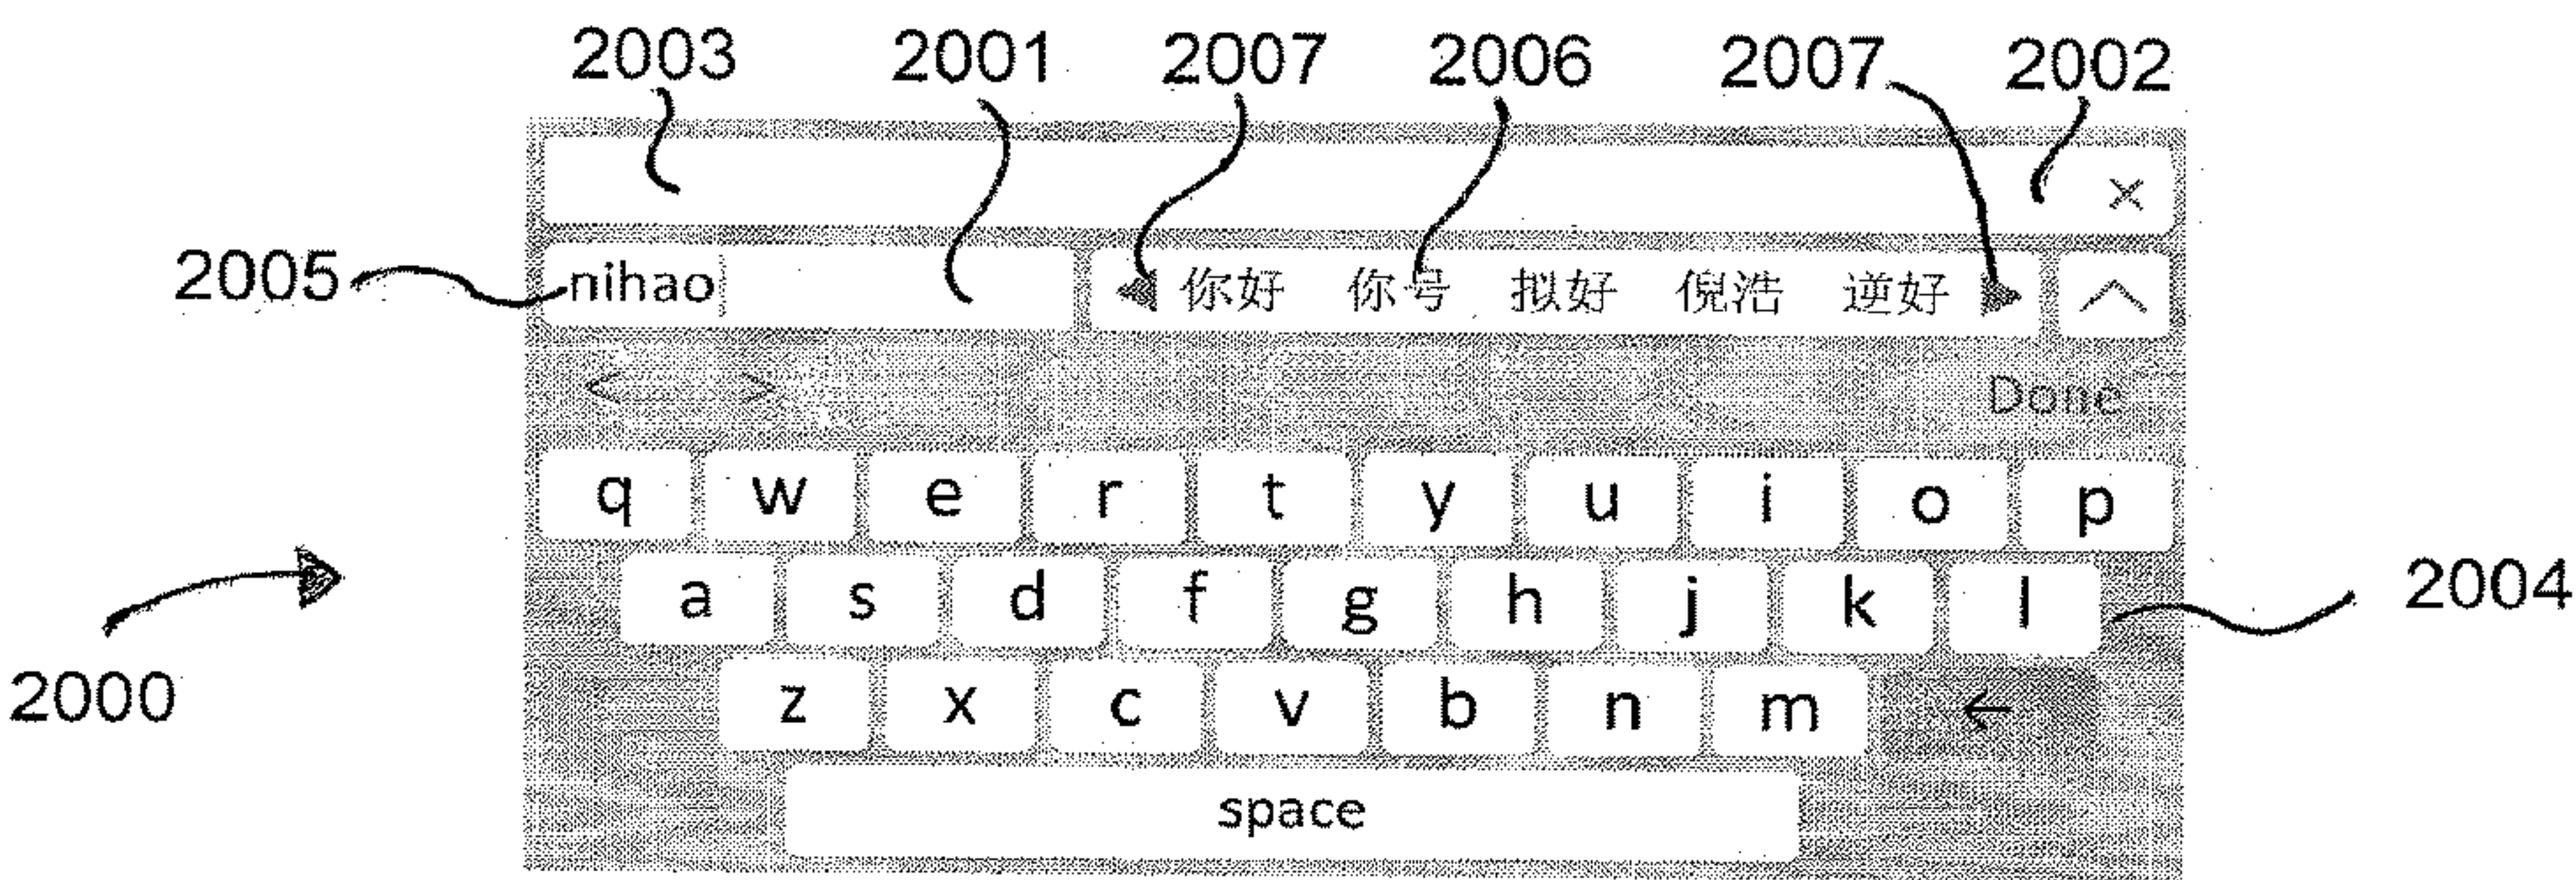 2003 2001 2007 2006 2007 2002
×
2005 nihao 你好 你号 拟好 倪浩 逆好
< > Done
q w e r t y u i o p
a s d f g h j k l 2004
2000 z x c v b n m ←
space